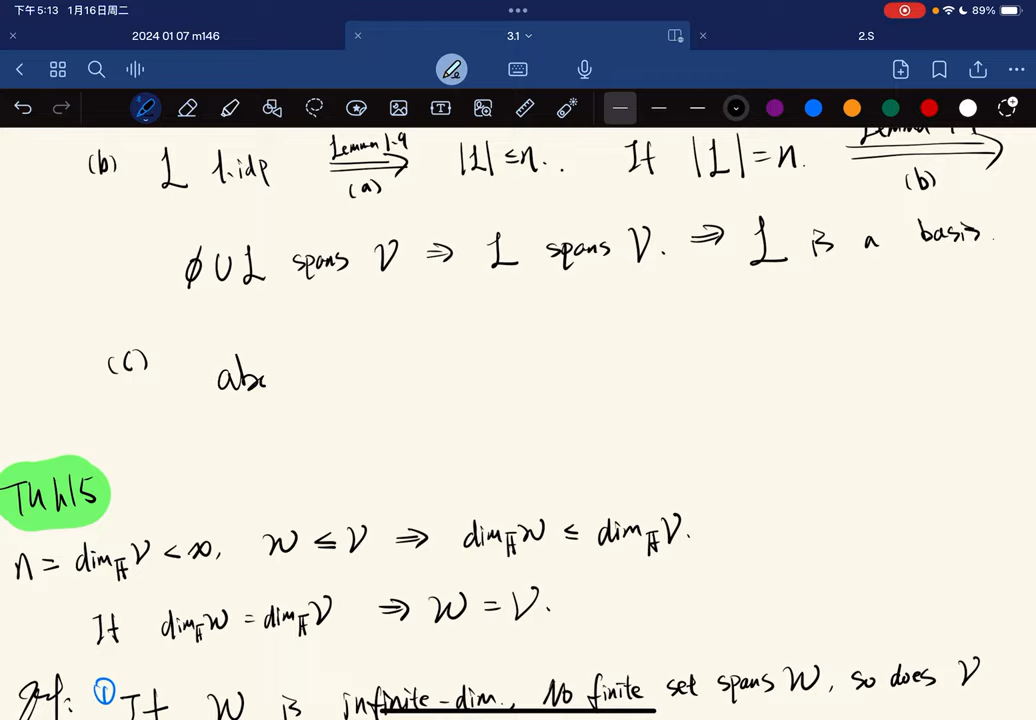 下午5:13 1月16日周二
89%
2024 01 07 m146
3.1
2.S
(b) L l.idp Lemma 1.9 ⟹ (a) |L| ≤ n. If |L| = n. ⟹ (b)
∅ ∪ L spans V ⇒ L spans V. ⇒ L is a basis.
(c) abc
Thh15
n = dim_F V < ∞, W ≤ V ⇒ dim_F W ≤ dim_F V.
If dim_F W = dim_F V ⇒ W = V.
① If W is infinite-dim, No finite set spans W, so does V